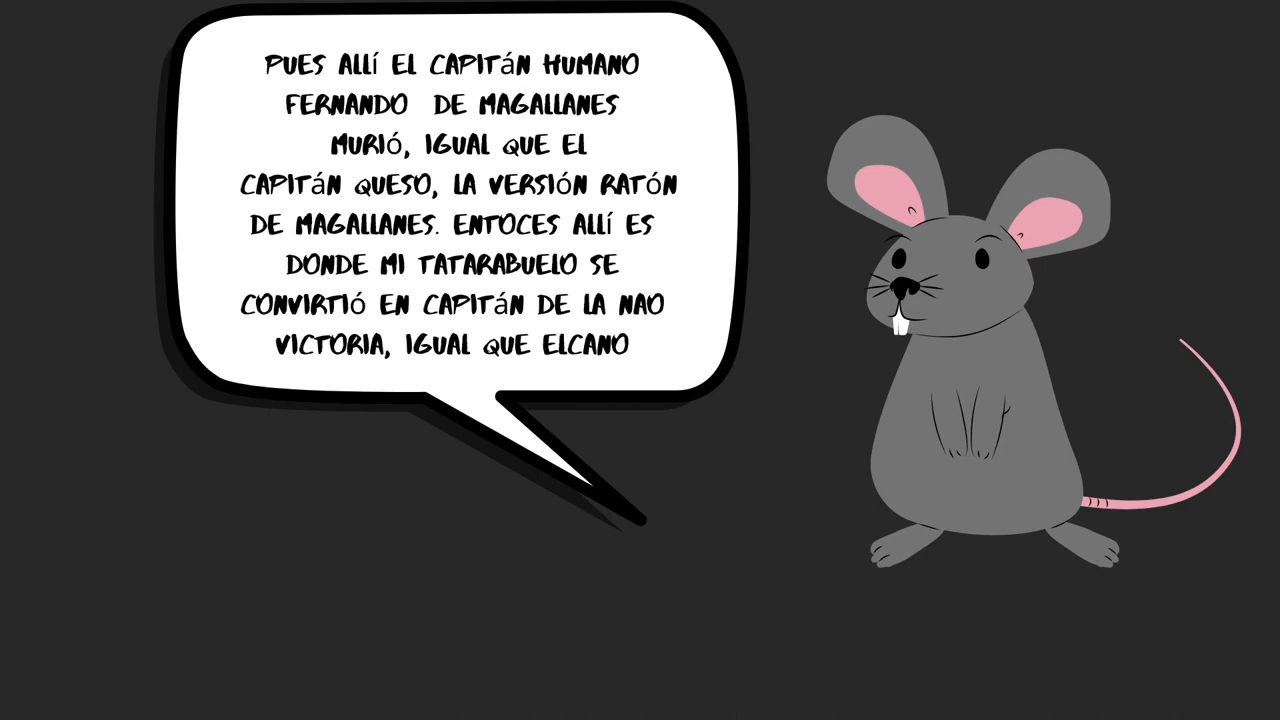 PUES ALLÍ EL CAPITÁN HUMANO
FERNANDO DE MAGALLANES
MURIÓ, IGUAL QUE EL
CAPITÁN QUESO, LA VERSIÓN RATÓN
DE MAGALLANES. ENTOCES ALLÍ ES
DONDE MI TATARABUELO SE
CONVIRTIÓ EN CAPITÁN DE LA NAO
VICTORIA, IGUAL QUE ELCANO